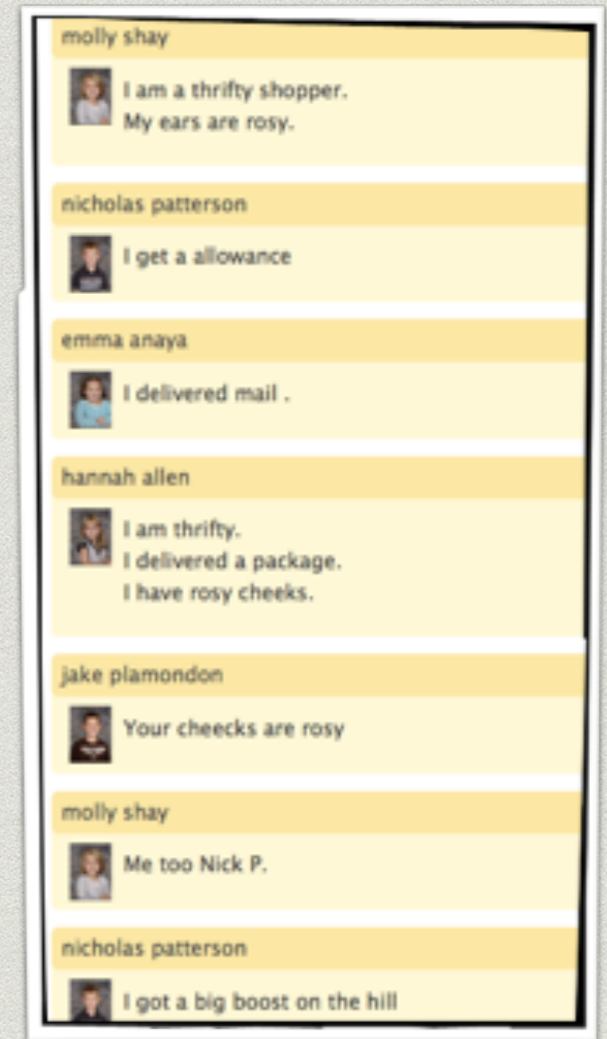 molly shay
I am a thrifty shopper.
My ears are rosy.
nicholas patterson
I get a allowance
emma anaya
I delivered mail .
hannah allen
I am thrifty.
I delivered a package.
I have rosy cheeks.
jake plamondon
Your cheecks are rosy
molly shay
Me too Nick P.
nicholas patterson
I got a big boost on the hill